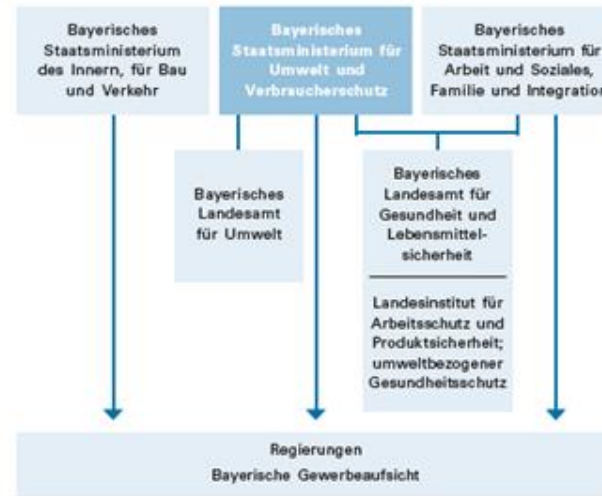 Bayerisches
Staatsministerium
des Innern, für Bau
und Verkehr
Bayerisches
Staatsministerium für
Umwelt und
Verbraucherschutz
Bayerisches
Staatsministerium für
Arbeit und Soziales,
Familie und Integration
Bayerisches
Landesamt
für Umwelt
Bayerisches
Landesamt für
Gesundheit und
Lebensmittel-
sicherheit
Landesinstitut für
Arbeitsschutz und
Produktsicherheit;
umweltbezogener
Gesundheitsschutz
Regierungen
Bayerische Gewerbeaufsicht